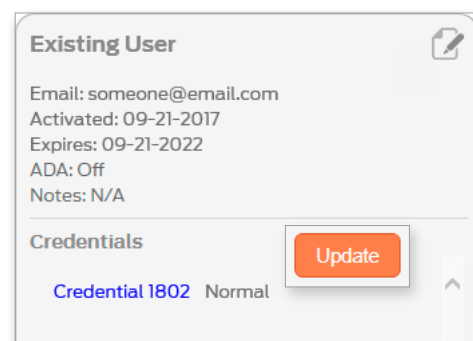 Existing User
Email: someone@email.com
Activated: 09-21-2017
Expires: 09-21-2022
ADA: Off
Notes: N/A
Credentials
Update
Credential 1802 Normal